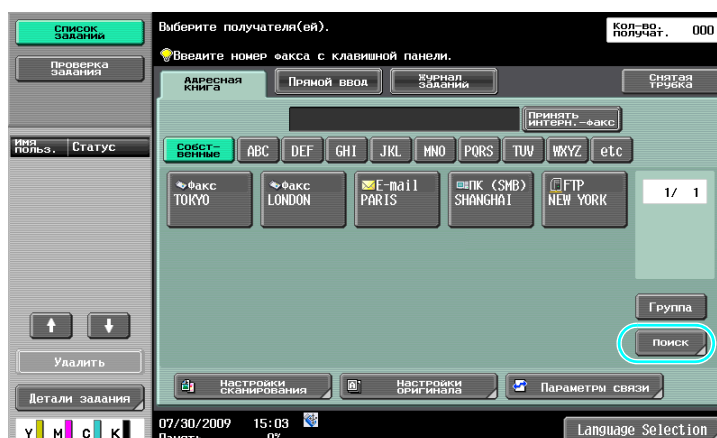 Список
заданий
Проверка
задания
Имя
польз.
Статус
Удалить
Детали задания
Y M C K
Выберите получателя(ей).
Кол-во.
получат.
000
Введите номер факса с клавишной панели.
Адресная
книга
Прямой ввод
Журнал
заданий
Снятая
трубка
Принять
интерн.-факс
Собст-
венные
ABC DEF GHI JKL MNO PQRS TUV WXYZ etc
Факс
TOKYO
Факс
LONDON
E-mail
PARIS
ПК (SMB)
SHANGHAI
FTP
NEW YORK
1/ 1
Группа
Поиск
Настройки
сканирования
Настройки
оригинала
Параметры связи
07/30/2009 15:03
Память 0%
Language Selection